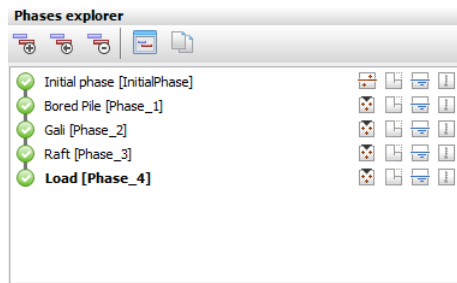 Phases explorer
Initial phase [InitialPhase]
Bored Pile [Phase_1]
Gali [Phase_2]
Raft [Phase_3]
Load [Phase_4]